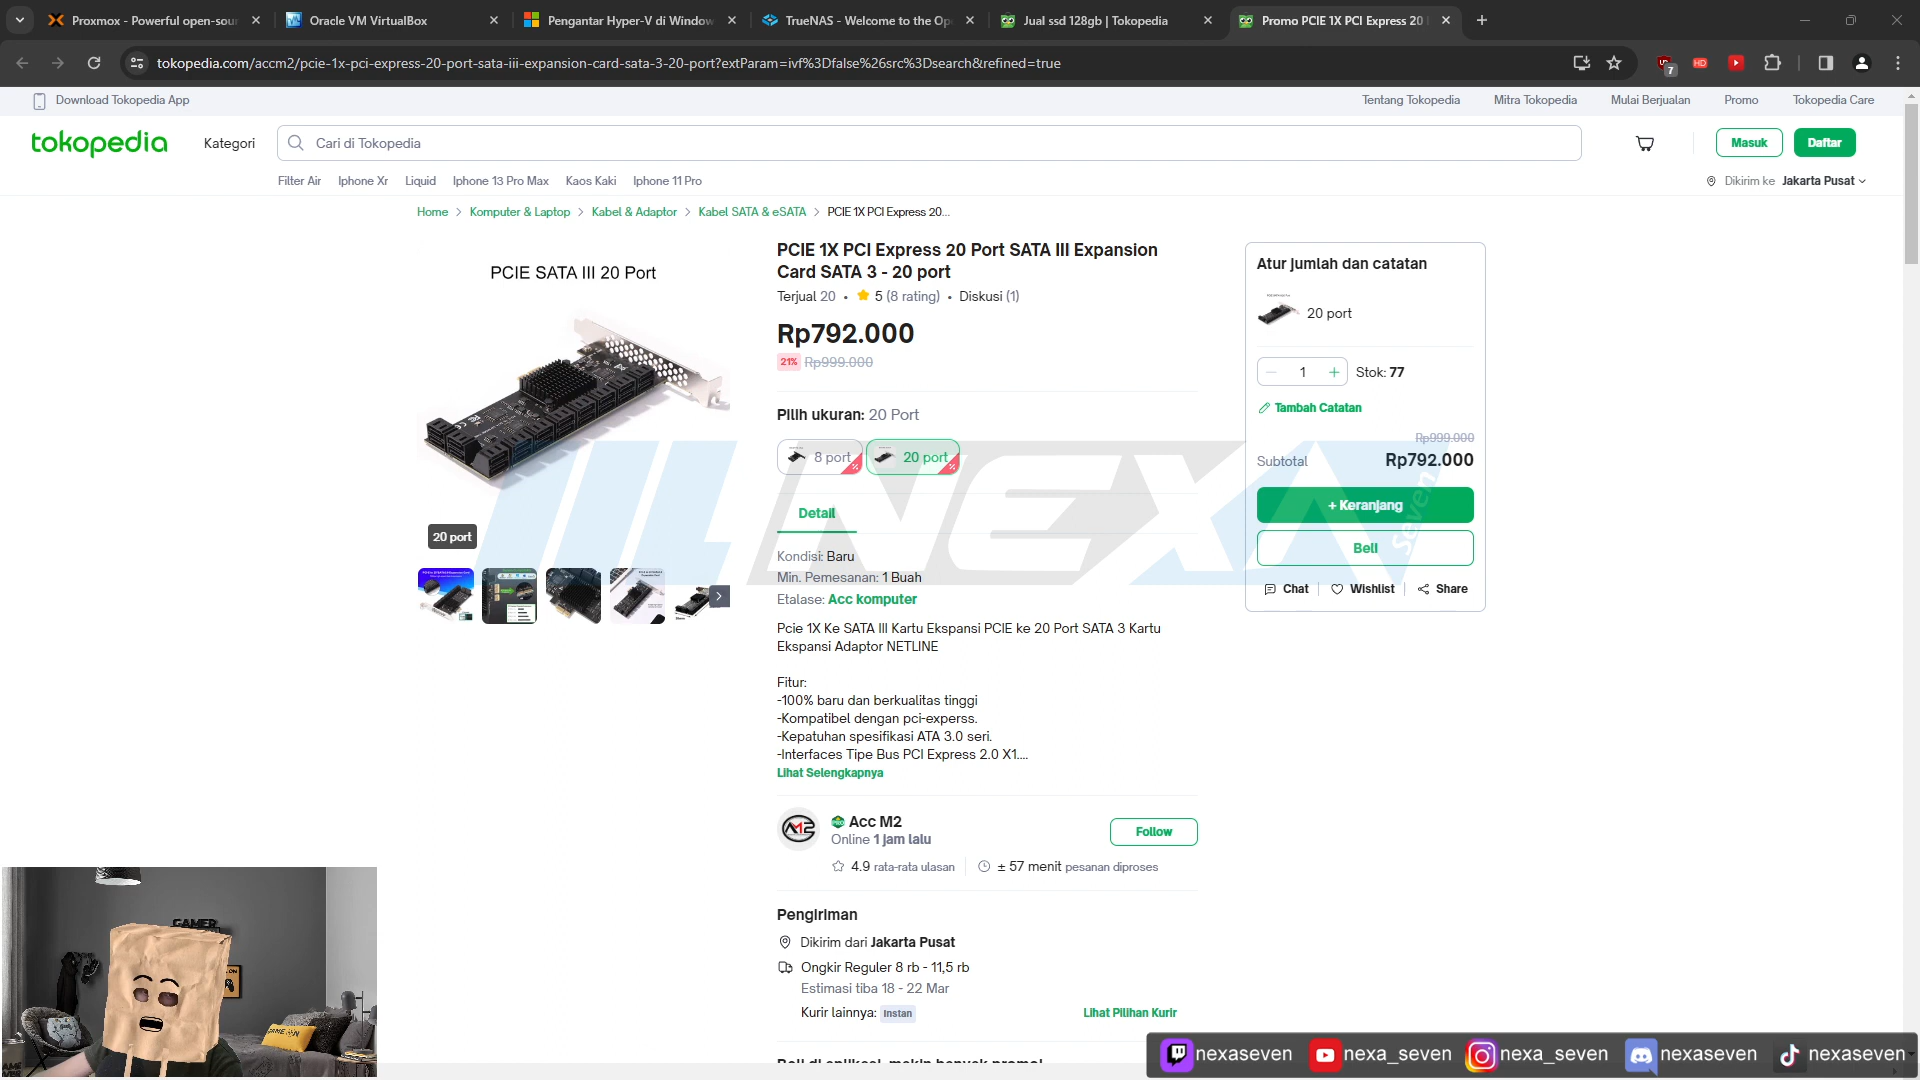 Proxmox - Powerful open-sour
Oracle VM VirtualBox
Pengantar Hyper-V di Window
TrueNAS - Welcome to the Op
Jual ssd 128gb | Tokopedia
Promo PCIE 1X PCI Express 20
tokopedia.com/accm2/pcie-1x-pci-express-20-port-sata-iii-expansion-card-sata-3-20-port?extParam=ivf%3Dfalse%26src%3Dsearch&refined=true
7
HD
Download Tokopedia App
Tentang Tokopedia
Mitra Tokopedia
Mulai Berjualan
Promo
Tokopedia Care
tokopedia
Kategori
Cari di Tokopedia
Masuk
Daftar
Filter Air
Iphone Xr
Liquid
Iphone 13 Pro Max
Kaos Kaki
Iphone 11 Pro
Dikirim ke Jakarta Pusat
Home > Komputer & Laptop > Kabel & Adaptor > Kabel SATA & eSATA > PCIE 1X PCI Express 20...
PCIE SATA III 20 Port
20 port
PCIE 1X PCI Express 20 Port SATA III Expansion
Card SATA 3 - 20 port
Terjual 20 • 5 (8 rating) • Diskusi (1)
Rp792.000
21% Rp999.000
Pilih ukuran: 20 Port
8 port
20 port
Detail
Kondisi: Baru
Min. Pemesanan: 1 Buah
Etalase: Acc komputer
Pcie 1X Ke SATA III Kartu Ekspansi PCIE ke 20 Port SATA 3 Kartu
Ekspansi Adaptor NETLINE
Fitur:
-100% baru dan berkualitas tinggi
-Kompatibel dengan pci-experss.
-Kepatuhan spesifikasi ATA 3.0 seri.
-Interfaces Tipe Bus PCI Express 2.0 X1....
Lihat Selengkapnya
Acc M2
Online 1 jam lalu
Follow
4.9 rata-rata ulasan
± 57 menit pesanan diproses
Pengiriman
Dikirim dari Jakarta Pusat
Ongkir Reguler 8 rb - 11,5 rb
Estimasi tiba 18 - 22 Mar
Kurir lainnya: Instan
Lihat Pilihan Kurir
Beli di aplikasi, makin banyak promo!
Atur jumlah dan catatan
20 port
1
Stok: 77
Tambah Catatan
Rp999.000
Subtotal
Rp792.000
+ Keranjang
Beli
Chat
Wishlist
Share
NEXA
Seven
GAMER
GAME ON
nexaseven
nexa_seven
nexa_seven
nexaseven
nexaseven